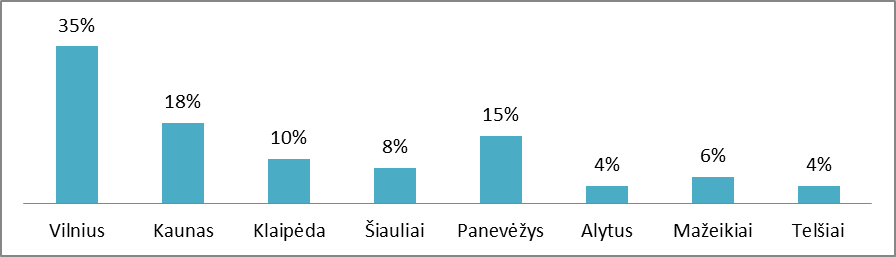 35%
18%
10%
8%
15%
4%
6%
4%
Vilnius
Kaunas
Klaipėda
Šiauliai
Panevėžys
Alytus
Mažeikiai
Telšiai